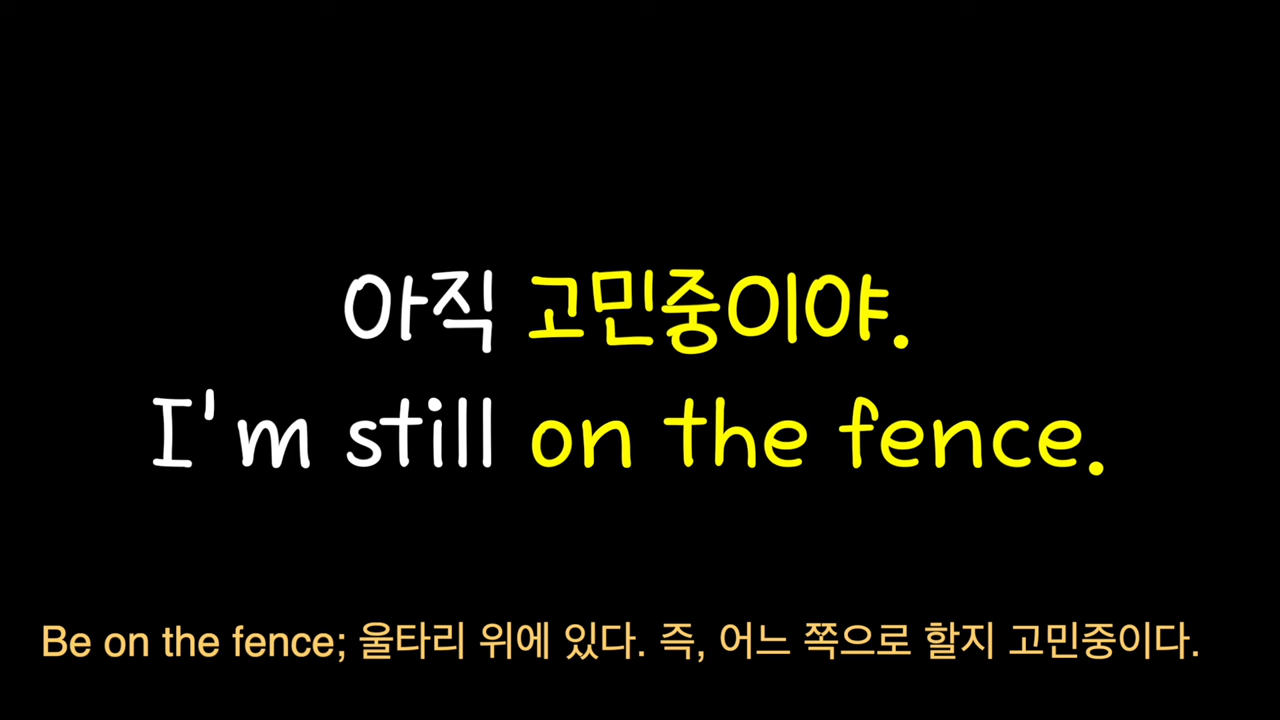 아직 고민중이야.
I'm still on the fence.
Be on the fence; 울타리 위에 있다. 즉, 어느 쪽으로 할지 고민중이다.